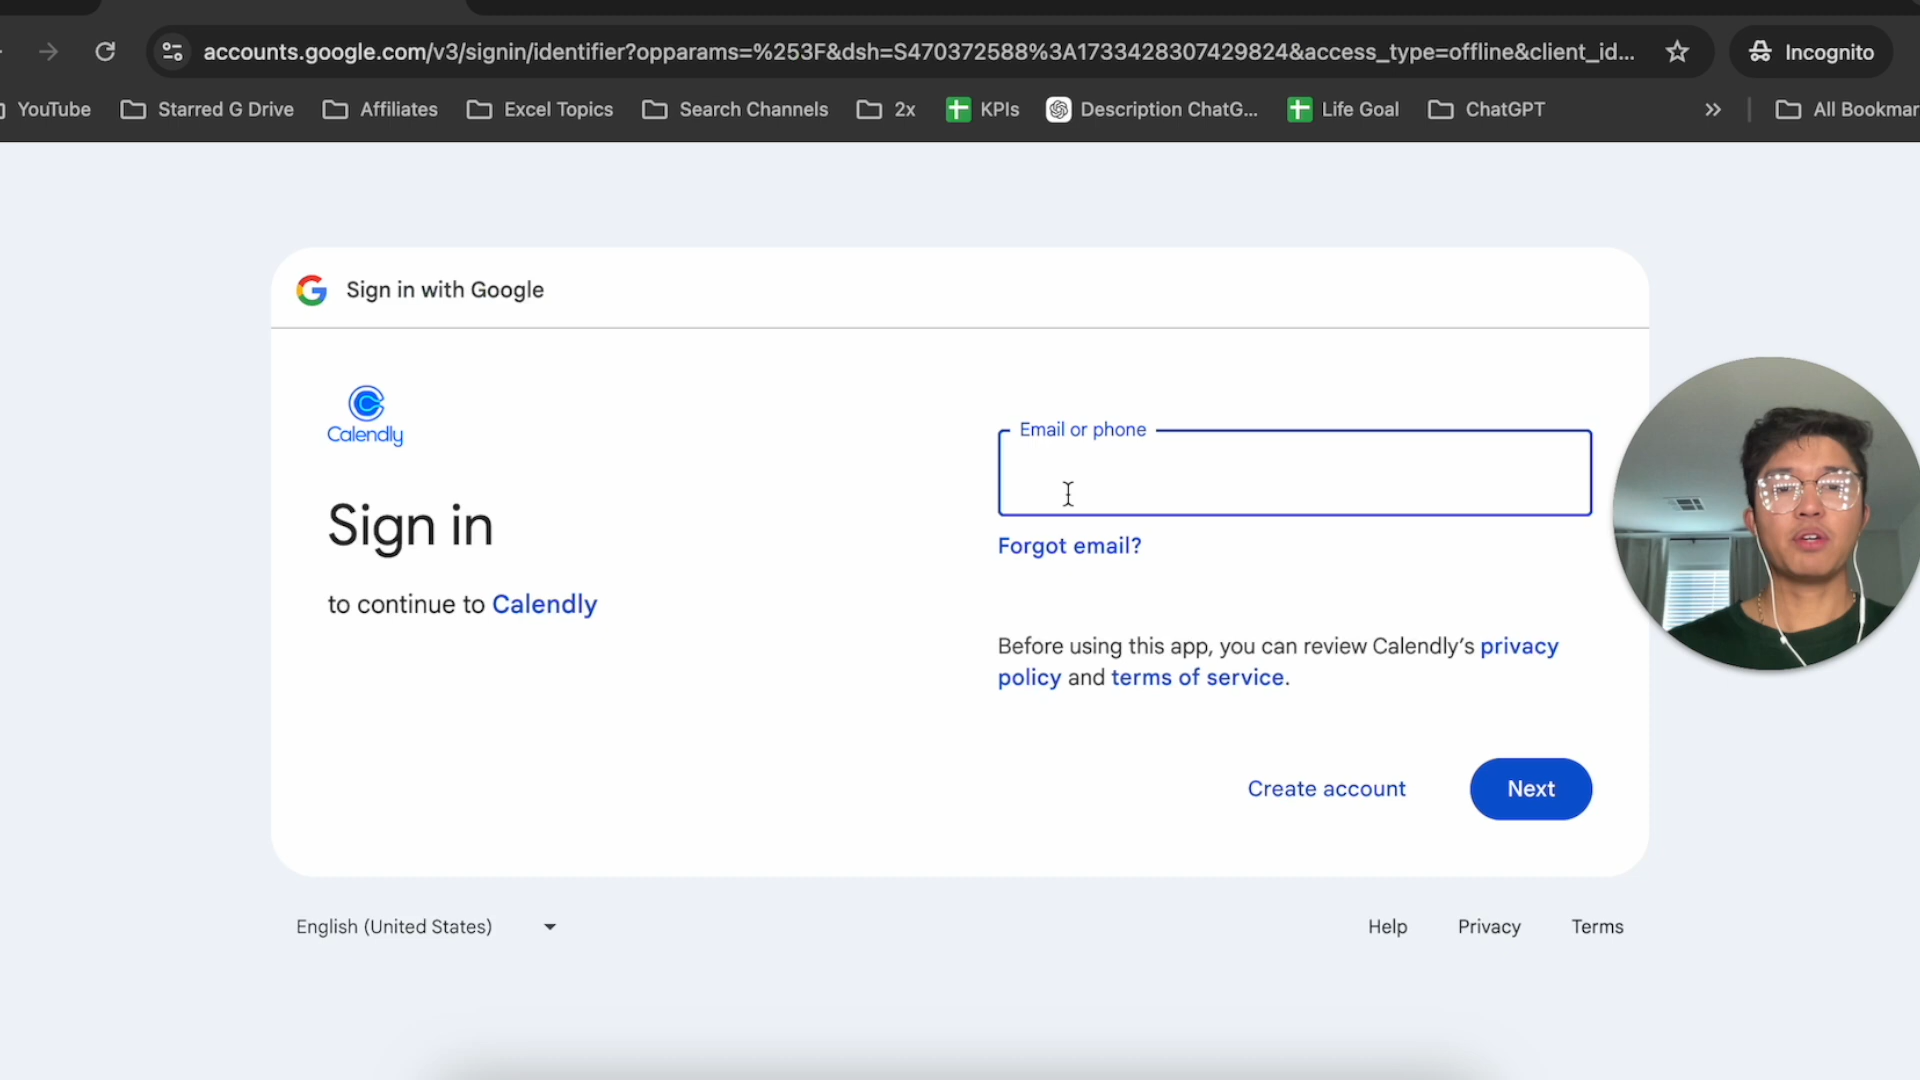 accounts.google.com/v3/signin/identifier?opparams=%253F&dsh=S470372588%3A1733428307429824&access_type=offline&client_id...
Incognito
YouTube
Starred G Drive
Affiliates
Excel Topics
Search Channels
2x
KPIs
Description ChatG...
Life Goal
ChatGPT
All Bookmar
Sign in with Google
Calendly
Sign in
to continue to Calendly
Email or phone
Forgot email?
Before using this app, you can review Calendly's privacy
policy and terms of service.
Create account
Next
English (United States)
Help
Privacy
Terms